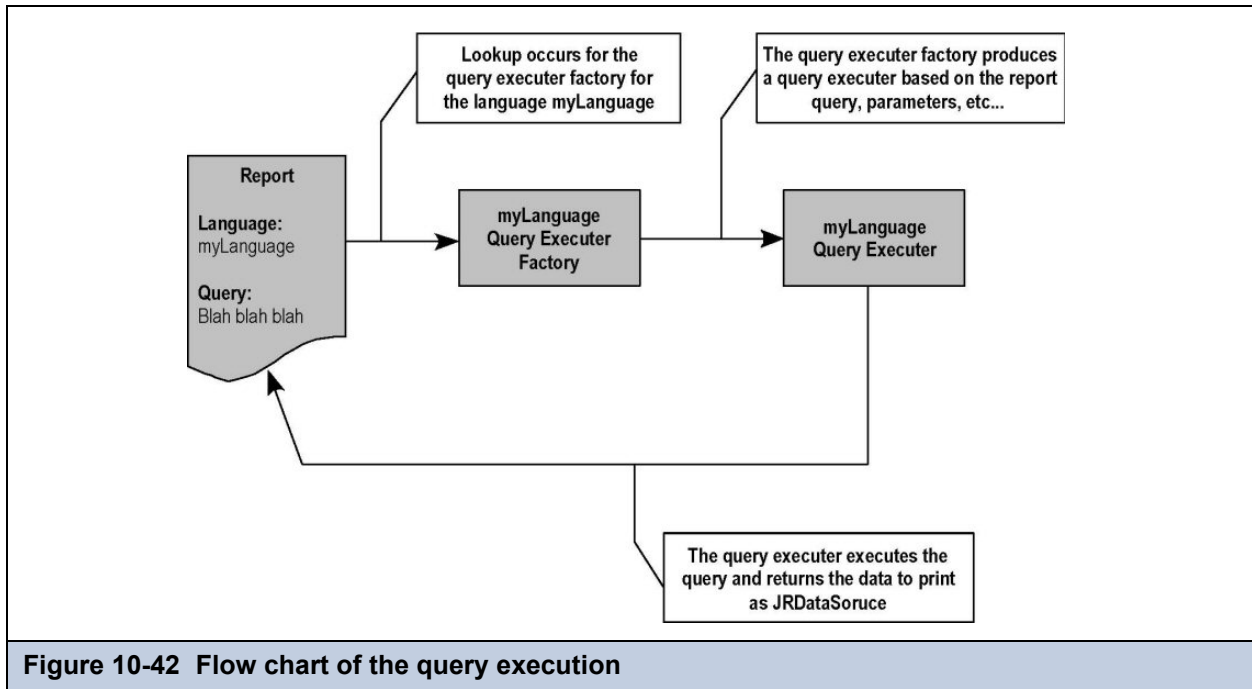 Lookup occurs for the
query executer factory for
the language myLanguage
The query executer factory produces
a query executer based on the report
query, parameters, etc...
Report
Language:
myLanguage
Query:
Blah blah blah
myLanguage
Query Executer
Factory
myLanguage
Query Executer
The query executer executes the
query and returns the data to print
as JRDataSoruce
Figure 10-42 Flow chart of the query execution